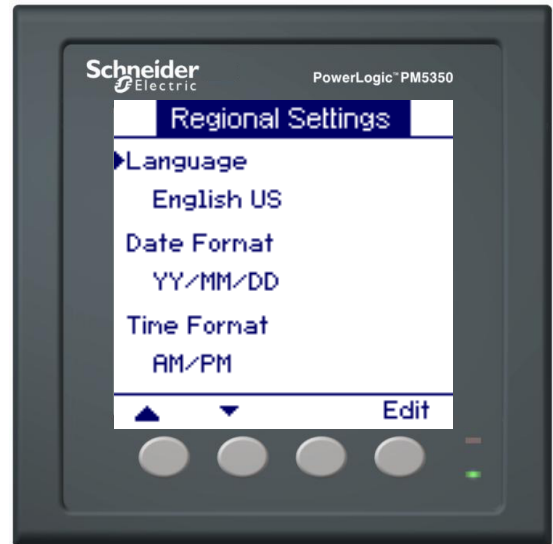 Schneider
Electric
PowerLogic™ PM5350
Regional Settings
Language
English US
Date Format
YY/MM/DD
Time Format
AM/PM
Edit